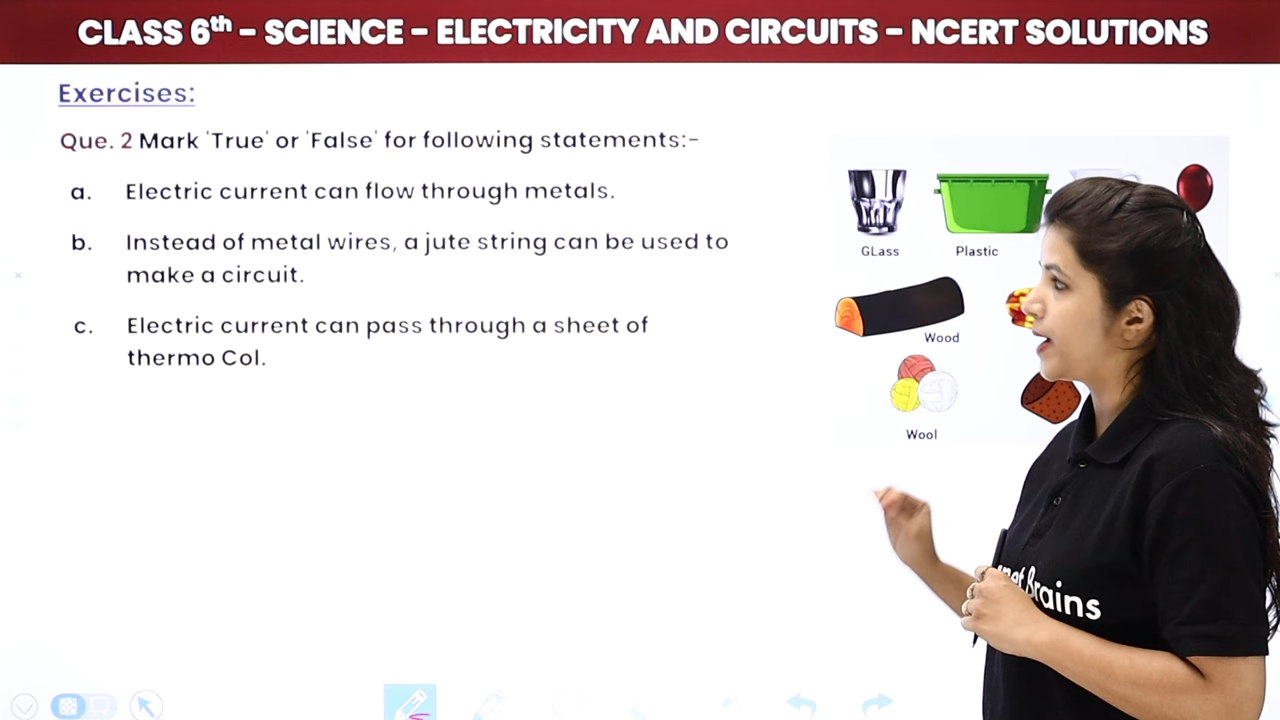 CLASS 6th – SCIENCE – ELECTRICITY AND CIRCUITS – NCERT SOLUTIONS
Exercises:
Que. 2 Mark 'True' or 'False' for following statements:-
a. Electric current can flow through metals.
b. Instead of metal wires, a jute string can be used to
make a circuit.
c. Electric current can pass through a sheet of
thermo Col.
GLass
Plastic
Wood
Wool
Brains